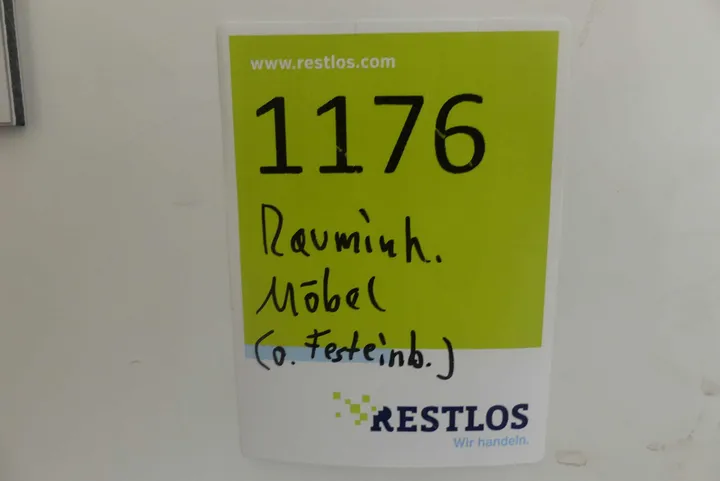 www.restlos.com
1176
Rauminh.
Möbel
(o. Festeinb.)
RESTLOS
Wir handeln.